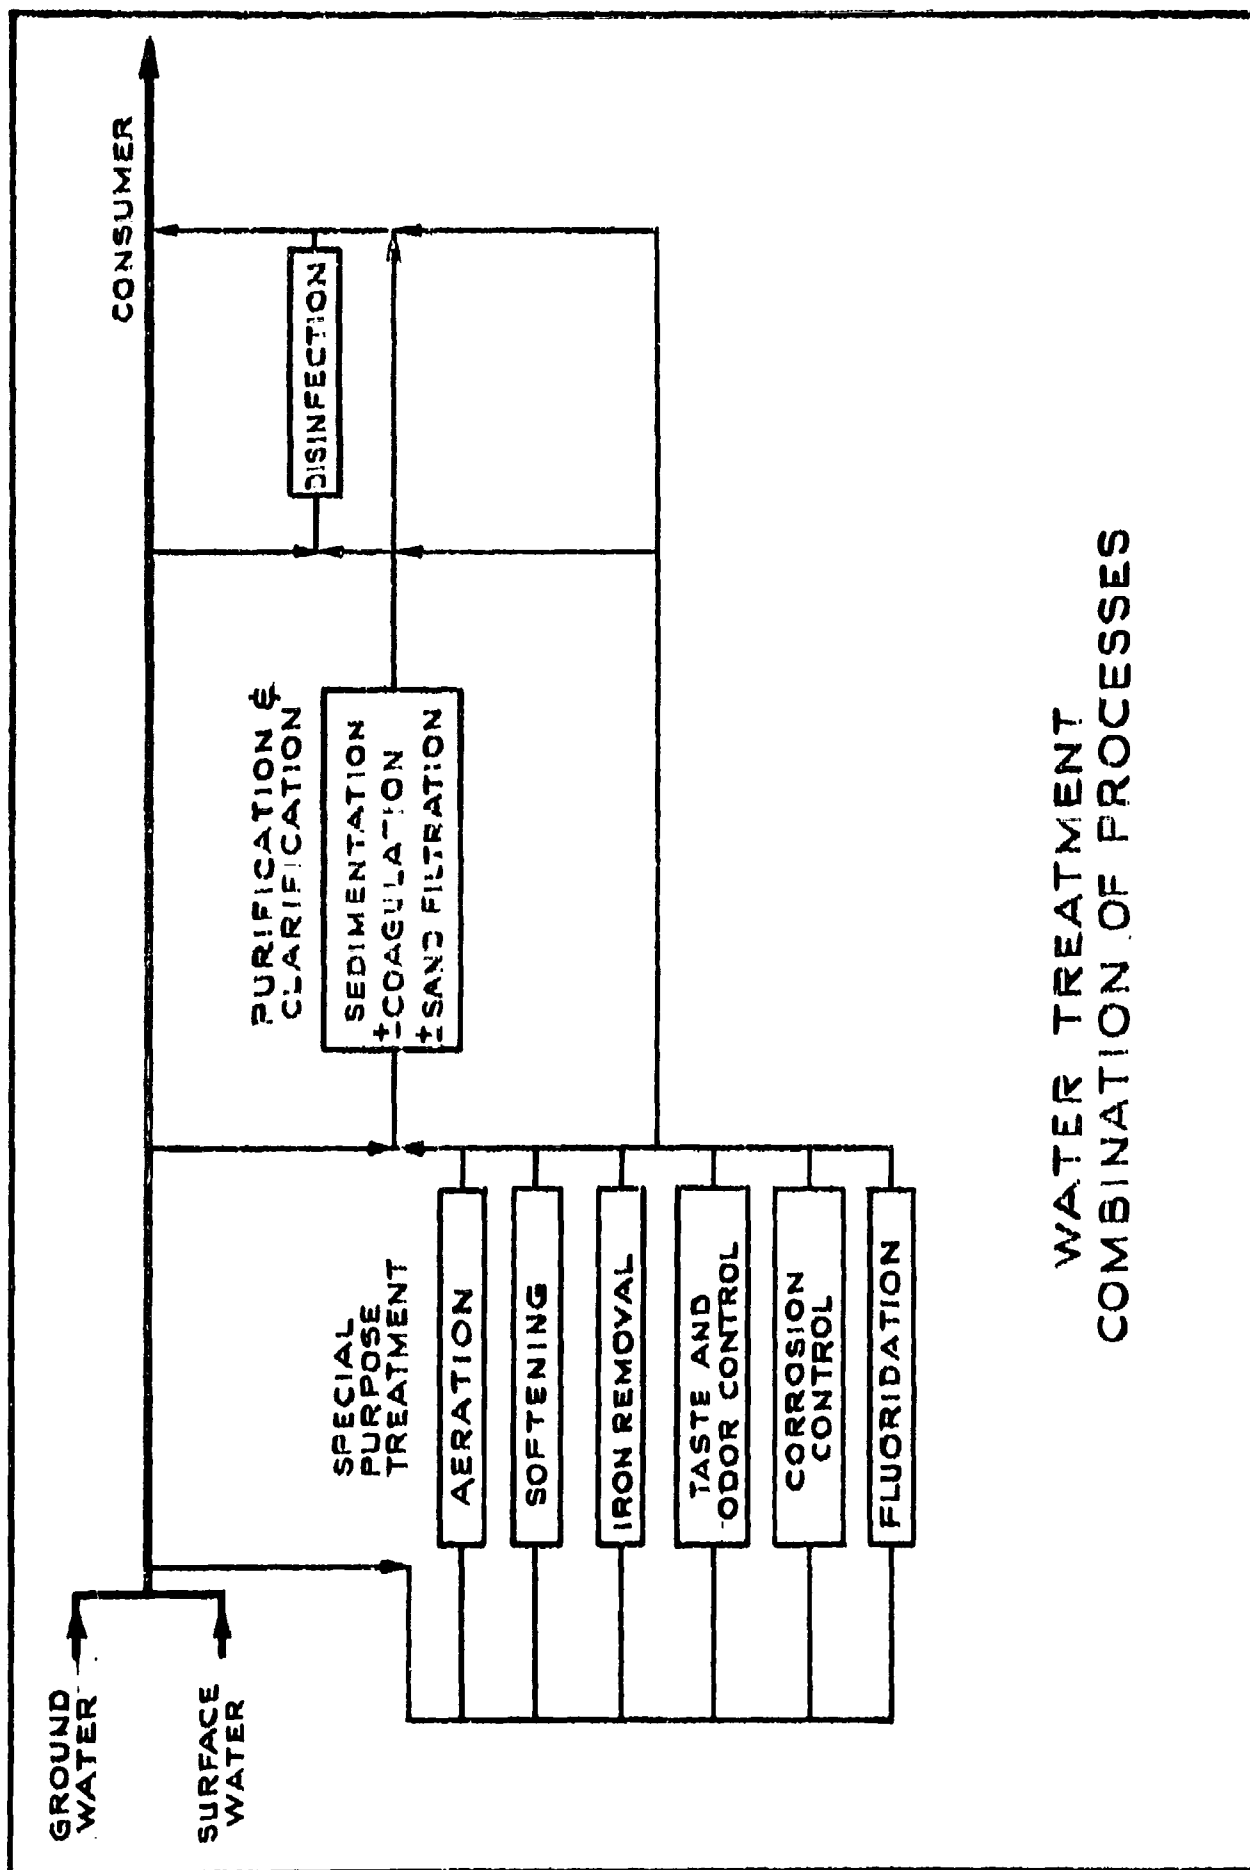 GROUND
WATER
SURFACE
WATER
CONSUMER
SPECIAL
PURPOSE
TREATMENT
AERATION
SOFTENING
IRON REMOVAL
TASTE AND
ODOR CONTROL
CORROSION
CONTROL
FLUORIDATION
PURIFICATION &
CLARIFICATION
SEDIMENTATION
±COAGULATION
±SAND FILTRATION
DISINFECTION
WATER TREATMENT
COMBINATION OF PROCESSES